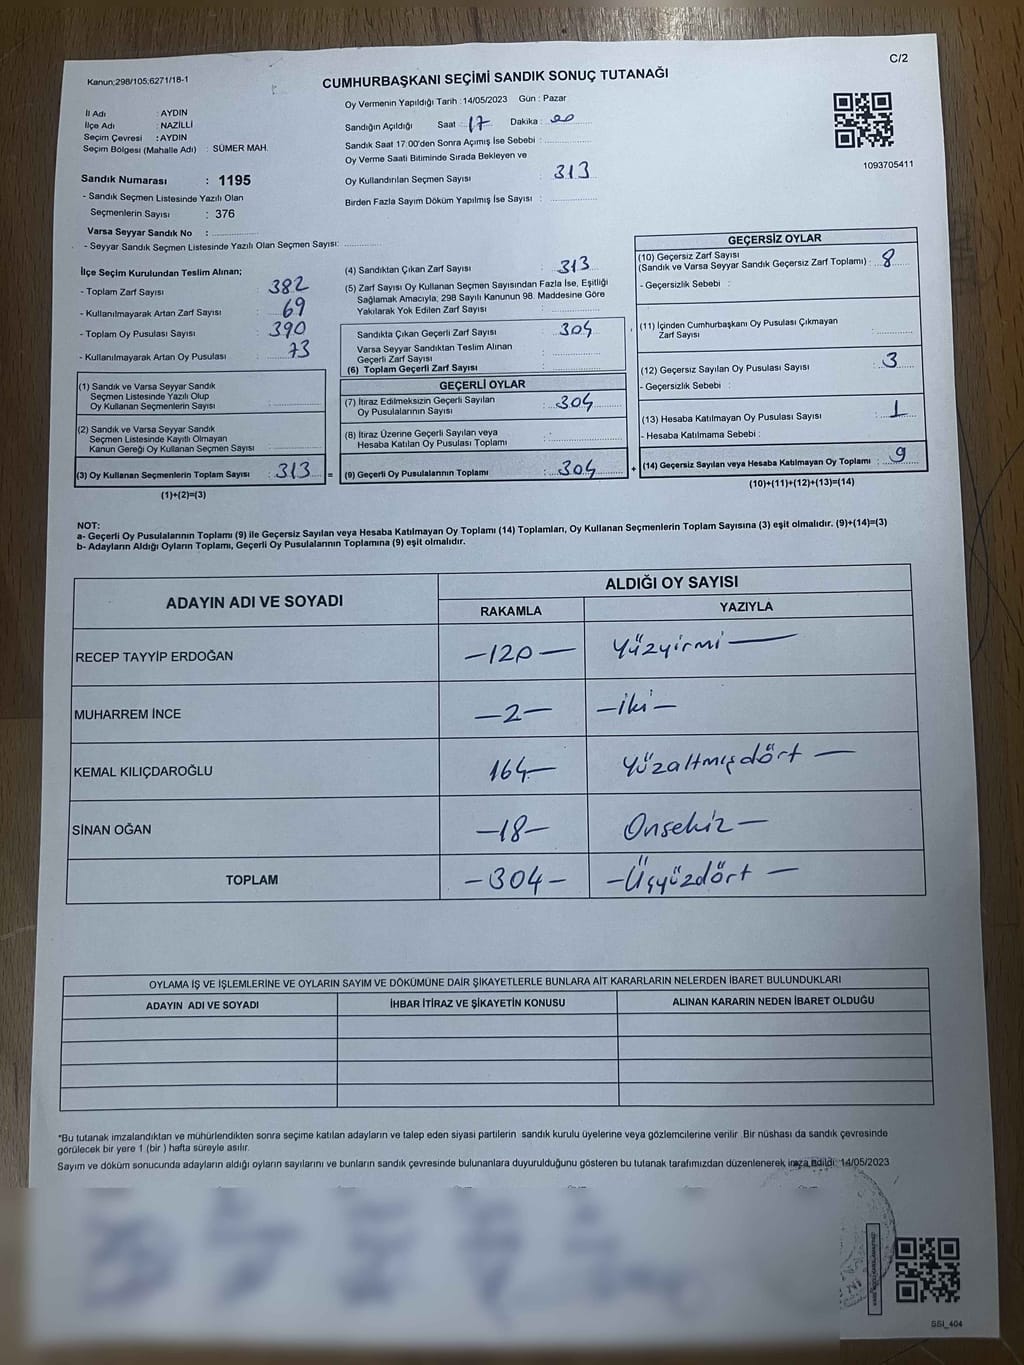 C/2
Kanun:298/105;6271/18-1
CUMHURBAŞKANI SEÇİMİ SANDIK SONUÇ TUTANAĞI
İl Adı : AYDIN
İlçe Adı : NAZİLLİ
Seçim Çevresi : AYDIN
Seçim Bölgesi (Mahalle Adı) : SÜMER MAH.
Sandık Numarası : 1195
- Sandık Seçmen Listesinde Yazılı Olan
Seçmenlerin Sayısı : 376
Varsa Seyyar Sandık No :
- Seyyar Sandık Seçmen Listesinde Yazılı Olan Seçmen Sayısı:
Oy Vermenin Yapıldığı Tarih : 14/05/2023 Gün : Pazar
Sandığın Açıldığı Saat : 17 Dakika : 00
Sandık Saat 17:00'den Sonra Açımış İse Sebebi :
Oy Verme Saati Bitiminde Sırada Bekleyen ve
Oy Kullandırılan Seçmen Sayısı : 313
Birden Fazla Sayım Döküm Yapılmış İse Sayısı :
1093705411
İlçe Seçim Kurulundan Teslim Alınan;
- Toplam Zarf Sayısı : 382
- Kullanılmayarak Artan Zarf Sayısı : 69
- Toplam Oy Pusulası Sayısı : 390
- Kullanılmayarak Artan Oy Pusulası : 73
(1) Sandık ve Varsa Seyyar Sandık
Seçmen Listesinde Yazılı Olup
Oy Kullanan Seçmenlerin Sayısı :
(2) Sandık ve Varsa Seyyar Sandık
Seçmen Listesinde Kayıtlı Olmayan
Kanun Gereği Oy Kullanan Seçmen Sayısı :
(3) Oy Kullanan Seçmenlerin Toplam Sayısı : 313 =
(1)+(2)=(3)
(4) Sandıktan Çıkan Zarf Sayısı : 313
(5) Zarf Sayısı Oy Kullanan Seçmen Sayısından Fazla İse, Eşitliği
Sağlamak Amacıyla; 298 Sayılı Kanunun 98. Maddesine Göre
Yakılarak Yok Edilen Zarf Sayısı :
Sandıkta Çıkan Geçerli Zarf Sayısı : 304
Varsa Seyyar Sandıktan Teslim Alınan
Geçerli Zarf Sayısı :
(6) Toplam Geçerli Zarf Sayısı :
GEÇERLİ OYLAR
(7) İtiraz Edilmeksizin Geçerli Sayılan
Oy Pusulalarının Sayısı : 304
(8) İtiraz Üzerine Geçerli Sayılan veya
Hesaba Katılan Oy Pusulası Toplamı :
(9) Geçerli Oy Pusulalarının Toplamı : 304 +
GEÇERSİZ OYLAR
(10) Geçersiz Zarf Sayısı
(Sandık ve Varsa Seyyar Sandık Geçersiz Zarf Toplamı) : 8
- Geçersizlik Sebebi :
(11) İçinden Cumhurbaşkanı Oy Pusulası Çıkmayan
Zarf Sayısı :
(12) Geçersiz Sayılan Oy Pusulası Sayısı : 3
- Geçersizlik Sebebi :
(13) Hesaba Katılmayan Oy Pusulası Sayısı : 1
- Hesaba Katılmama Sebebi :
(14) Geçersiz Sayılan veya Hesaba Katılmayan Oy Toplamı : 9
(10)+(11)+(12)+(13)=(14)
NOT:
a- Geçerli Oy Pusulalarının Toplamı (9) ile Geçersiz Sayılan veya Hesaba Katılmayan Oy Toplamı (14) Toplamları, Oy Kullanan Seçmenlerin Toplam Sayısına (3) eşit olmalıdır. (9)+(14)=(3)
b- Adayların Aldığı Oyların Toplamı, Geçerli Oy Pusulalarının Toplamına (9) eşit olmalıdır.
ADAYIN ADI VE SOYADI
ALDIĞI OY SAYISI
RAKAMLA YAZIYLA
RECEP TAYYİP ERDOĞAN –120– Yüzyirmi –
MUHARREM İNCE –2– –iki–
KEMAL KILIÇDAROĞLU 164– Yüzaltmışdört –
SİNAN OĞAN –18– Onsekiz –
TOPLAM –304– –Üçyüzdört –
OYLAMA İŞ VE İŞLEMLERİNE VE OYLARIN SAYIM VE DÖKÜMÜNE DAİR ŞİKAYETLERLE BUNLARA AİT KARARLARIN NELERDEN İBARET BULUNDUKLARI
ADAYIN ADI VE SOYADI İHBAR İTİRAZ VE ŞİKAYETİN KONUSU ALINAN KARARIN NEDEN İBARET OLDUĞU
*Bu tutanak imzalandıktan ve mühürlendikten sonra seçime katılan adayların ve talep eden siyasi partilerin sandık kurulu üyelerine veya gözlemcilerine verilir. Bir nüshası da sandık çevresinde
görülecek bir yere 1 (bir ) hafta süreyle asılır.
Sayım ve döküm sonucunda adayların aldığı oyların sayılarını ve bunların sandık çevresinde bulunanlara duyurulduğunu gösteren bu tutanak tarafımızdan düzenlenerek imza edildi. 14/05/2023
SSI_404